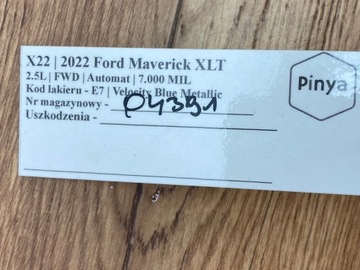 X22 | 2022 Ford Maverick XLT
2.5L | FWD | Automat | 7.000 MIL
Kod lakieru - E7 | Velocity Blue Metallic
Nr magazynowy - 04391
Uszkodzenia -
Pinya